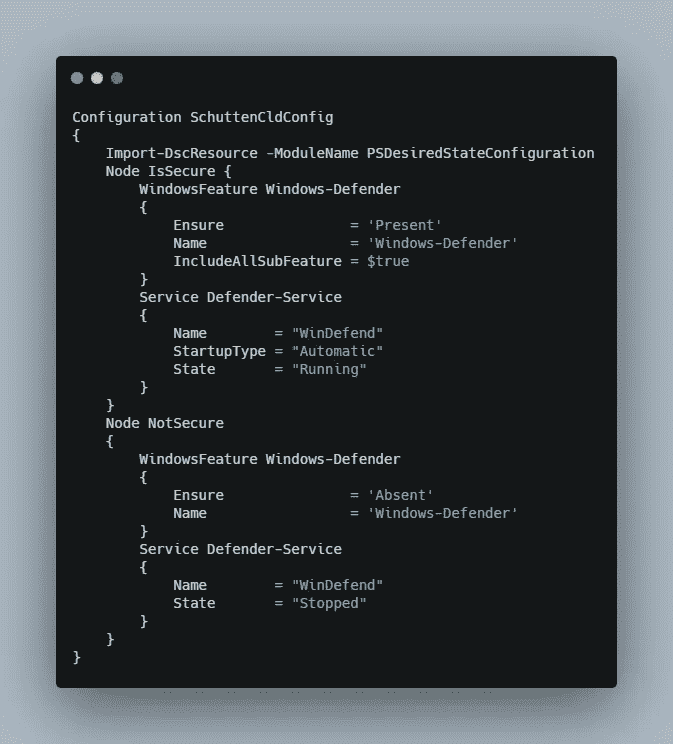 Configuration SchuttenCldConfig
{
    Import-DscResource -ModuleName PSDesiredStateConfiguration
    Node IsSecure {
        WindowsFeature Windows-Defender
        {
            Ensure               = 'Present'
            Name                 = 'Windows-Defender'
            IncludeAllSubFeature = $true
        }
        Service Defender-Service
        {
            Name        = "WinDefend"
            StartupType = "Automatic"
            State       = "Running"
        }
    }
    Node NotSecure
    {
        WindowsFeature Windows-Defender
        {
            Ensure               = 'Absent'
            Name                 = 'Windows-Defender'
        }
        Service Defender-Service
        {
            Name        = "WinDefend"
            State       = "Stopped"
        }
    }
}